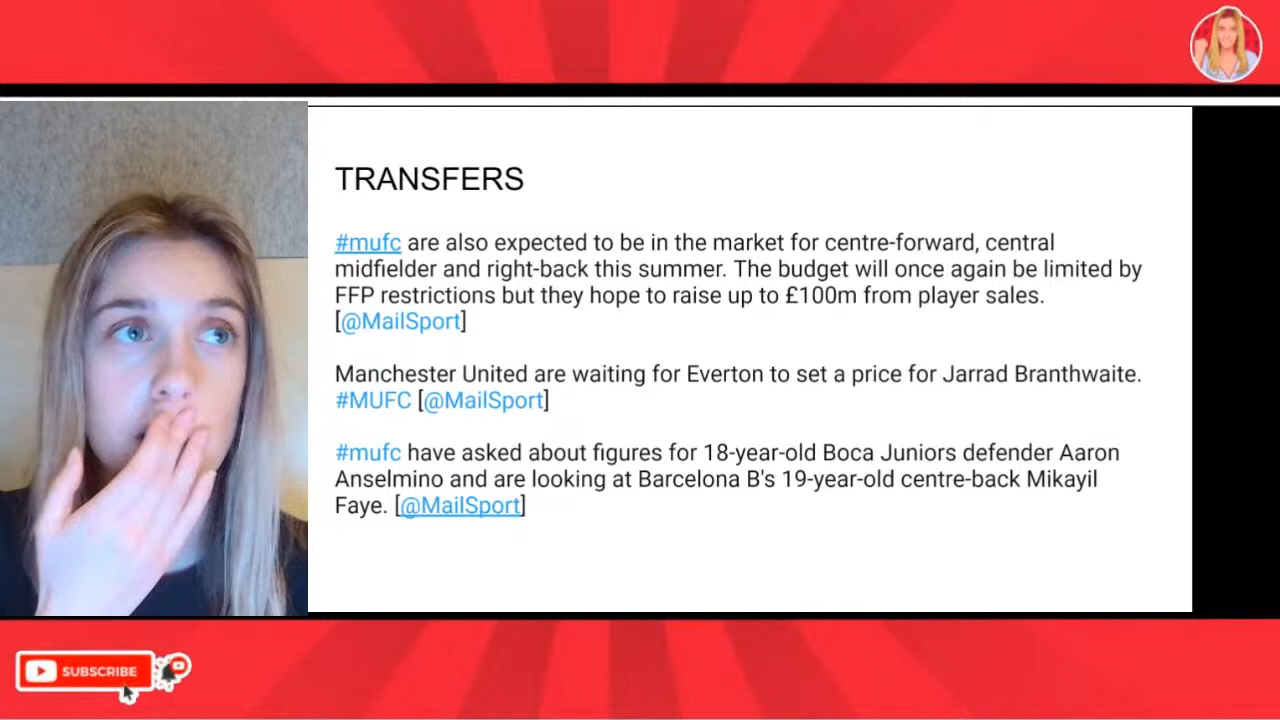 TRANSFERS
#mufc are also expected to be in the market for centre-forward, central
midfielder and right-back this summer. The budget will once again be limited by
FFP restrictions but they hope to raise up to £100m from player sales.
[@MailSport]
Manchester United are waiting for Everton to set a price for Jarrad Branthwaite.
#MUFC [@MailSport]
#mufc have asked about figures for 18-year-old Boca Juniors defender Aaron
Anselmino and are looking at Barcelona B's 19-year-old centre-back Mikayil
Faye. [@MailSport]
SUBSCRIBE